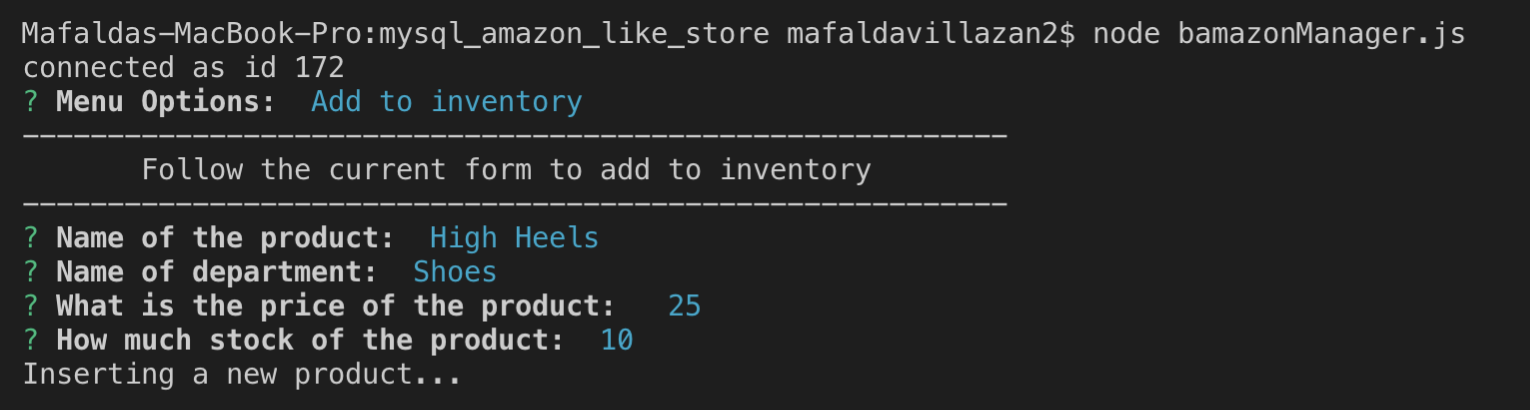 Mafaldas-MacBook-Pro:mysql_amazon_like_store mafaldavillazan2$ node bamazonManager.js
connected as id 172
? Menu Options:  Add to inventory
----------------------------------------------------------
       Follow the current form to add to inventory
----------------------------------------------------------
? Name of the product:  High Heels
? Name of department:  Shoes
? What is the price of the product:   25
? How much stock of the product:  10
Inserting a new product...